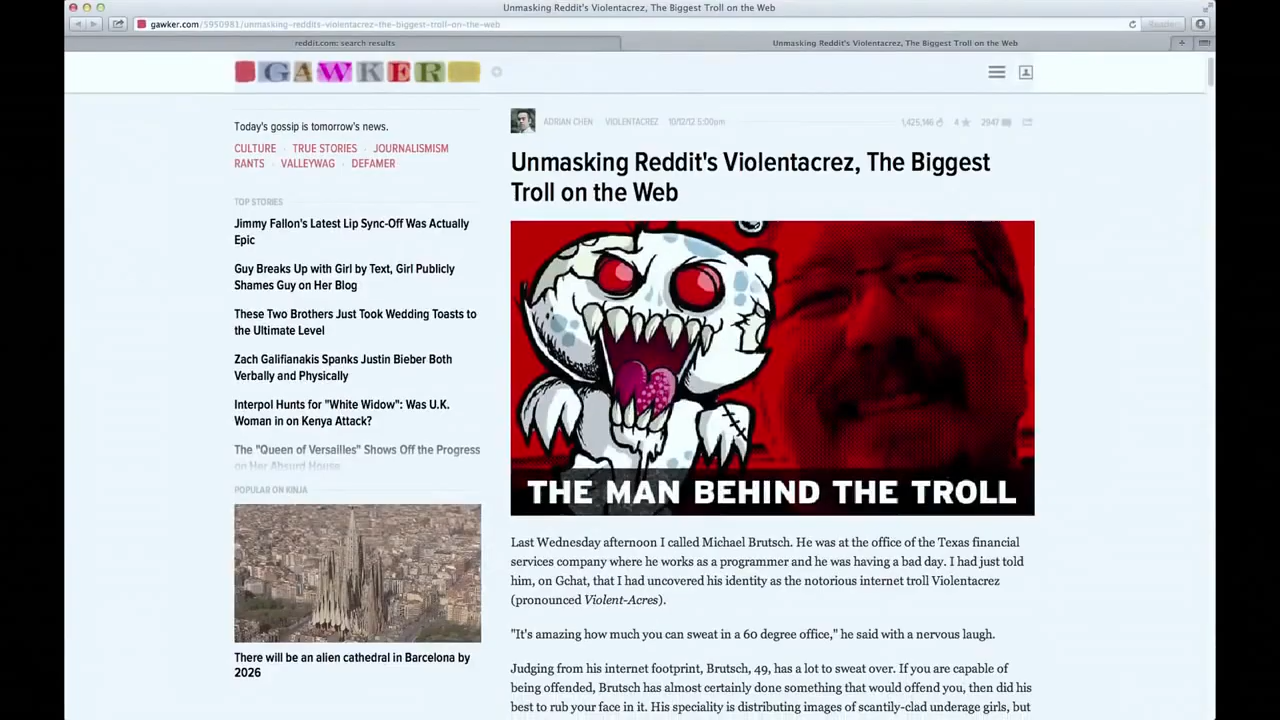 Unmasking Reddit's Violentacrez, The Biggest Troll on the Web
gawker.com/5950981/unmasking-reddits-violentacrez-the-biggest-troll-on-the-web
Reader
reddit.com: search results
Unmasking Reddit's Violentacrez, The Biggest Troll on the Web
GAWKER
Today's gossip is tomorrow's news.
CULTURE · TRUE STORIES · JOURNALISMISM
RANTS · VALLEYWAG · DEFAMER
TOP STORIES
Jimmy Fallon's Latest Lip Sync-Off Was Actually
Epic
Guy Breaks Up with Girl by Text, Girl Publicly
Shames Guy on Her Blog
These Two Brothers Just Took Wedding Toasts to
the Ultimate Level
Zach Galifianakis Spanks Justin Bieber Both
Verbally and Physically
Interpol Hunts for "White Widow": Was U.K.
Woman in on Kenya Attack?
The "Queen of Versailles" Shows Off the Progress
on Her Absurd House
POPULAR ON KINJA
There will be an alien cathedral in Barcelona by
2026
ADRIAN CHEN · VIOLENTACREZ 10/12/12 5:00pm
1,425,146 4 2947
Unmasking Reddit's Violentacrez, The Biggest
Troll on the Web
THE MAN BEHIND THE TROLL
Last Wednesday afternoon I called Michael Brutsch. He was at the office of the Texas financial
services company where he works as a programmer and he was having a bad day. I had just told
him, on Gchat, that I had uncovered his identity as the notorious internet troll Violentacrez
(pronounced Violent-Acres).
"It's amazing how much you can sweat in a 60 degree office," he said with a nervous laugh.
Judging from his internet footprint, Brutsch, 49, has a lot to sweat over. If you are capable of
being offended, Brutsch has almost certainly done something that would offend you, then did his
best to rub your face in it. His speciality is distributing images of scantily-clad underage girls, but